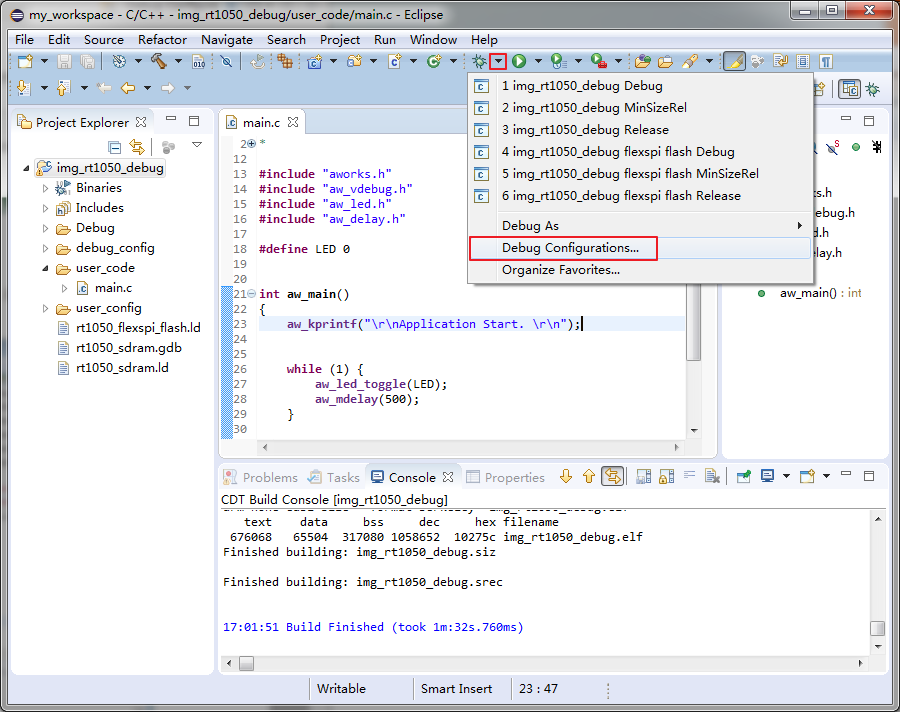 my_workspace - C/C++ - img_rt1050_debug/user_code/main.c - Eclipse
File Edit Source Refactor Navigate Search Project Run Window Help
010
1 img_rt1050_debug Debug
2 img_rt1050_debug MinSizeRel
3 img_rt1050_debug Release
4 img_rt1050_debug flexspi flash Debug
5 img_rt1050_debug flexspi flash MinSizeRel
6 img_rt1050_debug flexspi flash Release
Debug As
Debug Configurations...
Organize Favorites...
Project Explorer
img_rt1050_debug
Binaries
Includes
Debug
debug_config
user_code
main.c
user_config
rt1050_flexspi_flash.ld
rt1050_sdram.gdb
rt1050_sdram.ld
main.c
2 *
12
13 #include "aworks.h"
14 #include "aw_vdebug.h"
15 #include "aw_led.h"
16 #include "aw_delay.h"
17
18 #define LED 0
19
20
21 int aw_main()
22 {
23 aw_kprintf("\r\nApplication Start. \r\n");
24
25
26 while (1) {
27 aw_led_toggle(LED);
28 aw_mdelay(500);
29 }
30
aw_main() : int
Problems Tasks Console Properties
CDT Build Console [img_rt1050_debug]
text data bss dec hex filename
676068 65504 317080 1058652 10275c img_rt1050_debug.elf
Finished building: img_rt1050_debug.siz
Finished building: img_rt1050_debug.srec
17:01:51 Build Finished (took 1m:32s.760ms)
Writable Smart Insert 23 : 47